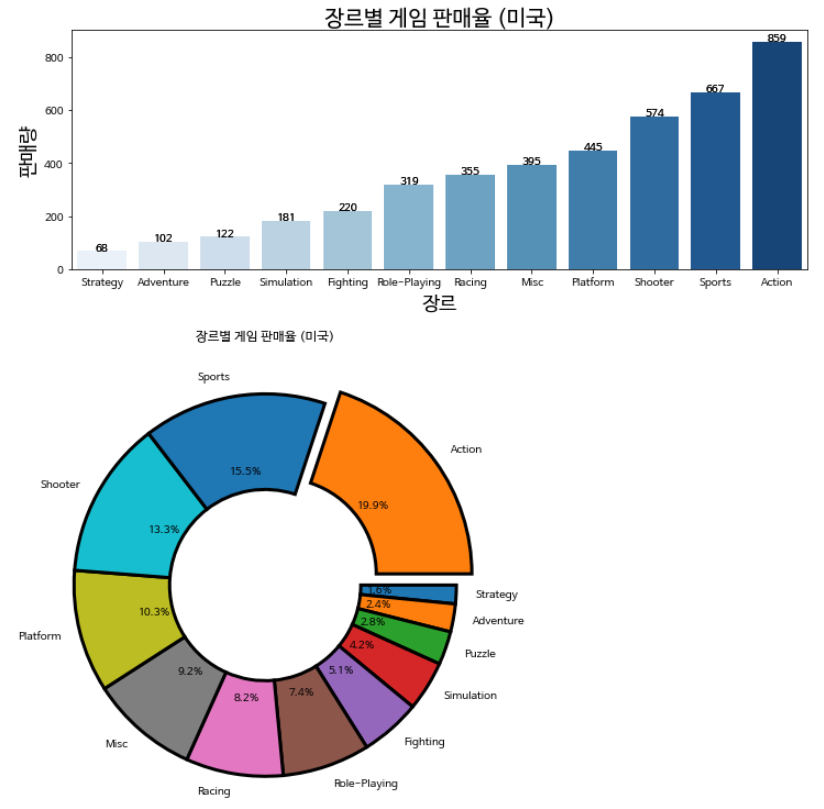 장르별 게임 판매율 (미국)
판매량
800
600
400
200
0
68
102
122
181
220
319
355
395
445
574
667
859
Strategy
Adventure
Puzzle
Simulation
Fighting
Role-Playing
Racing
Misc
Platform
Shooter
Sports
Action
장르
장르별 게임 판매율 (미국)
Sports
Action
Shooter
15.5%
19.9%
13.3%
Platform
10.3%
9.2%
8.2%
7.4%
5.1%
4.2%
2.8%
2.4%
1.6%
Strategy
Adventure
Puzzle
Simulation
Fighting
Role-Playing
Racing
Misc